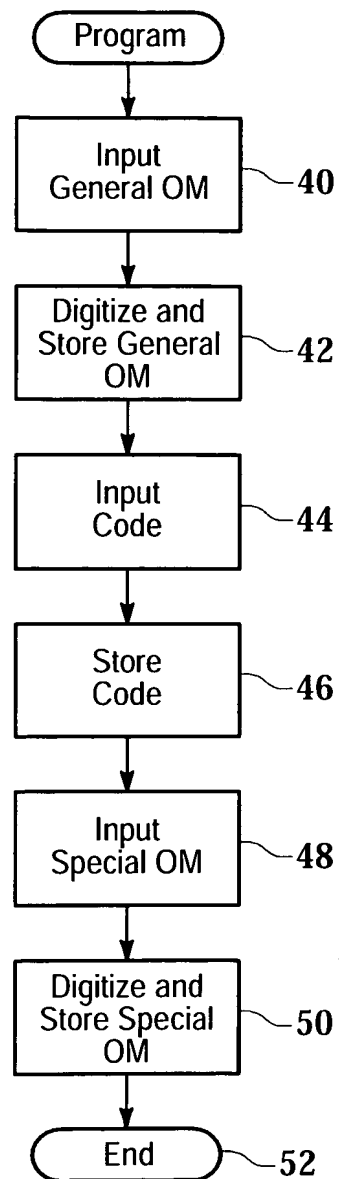 Program
Input
General OM
40
Digitize and
Store General
OM
42
Input
Code
44
Store
Code
46
Input
Special OM
48
Digitize and
Store Special
OM
50
End
52